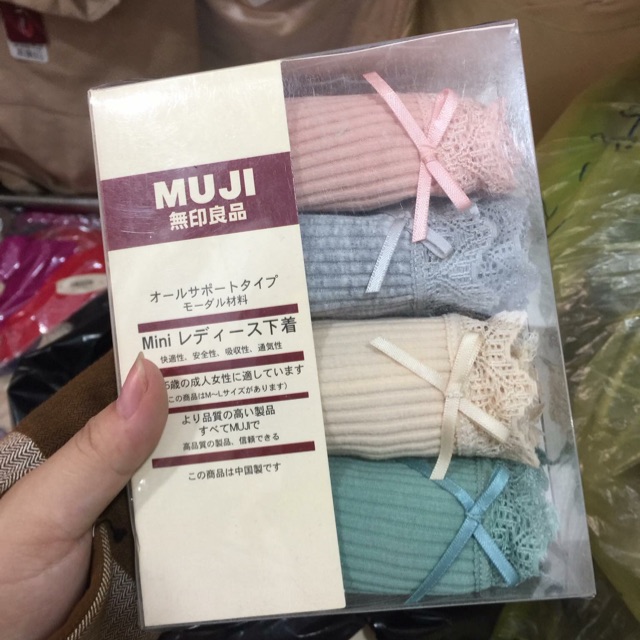 MUJI
無印良品
オールサポートタイプ
モーダル材料
Mini レディース下着
快適性、安全性、吸収性、通気性
5歳の成人女性に適しています
この商品はM~Lサイズがあります)
より品質の高い製品
すべてMUJIで
高品質の製品、信頼できる
この商品は中国製です